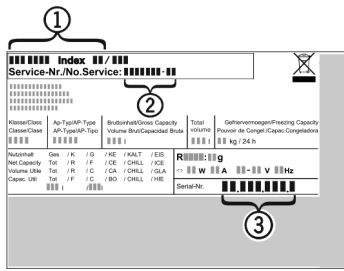 1
Index /
Service-Nr./No.Service: -
2
Klasse/Class Ap-Typ/AP-Type Bruttoinhalt/Gross Capacity Total Gefriervermoegen/Freezing Capacity
Classe/Clase AP-Type/AP-Tipo Volume Brut/Capacidad Bruta volume Pouvoir de Congel./Capac.Congeladora
l l kg / 24 h
Nutzinhalt Ges / K / G / KE / KALT / EIS
Net Capacity Tot / R / F / CE / CHILL / ICE
Volume Utile Tot / R / C / CA / CHILL / GLA
Capac. Util Tot / F / C / BO / CHILL / HIE
l / l
R : g
W A - V Hz
Serial-Nr. . . .
3